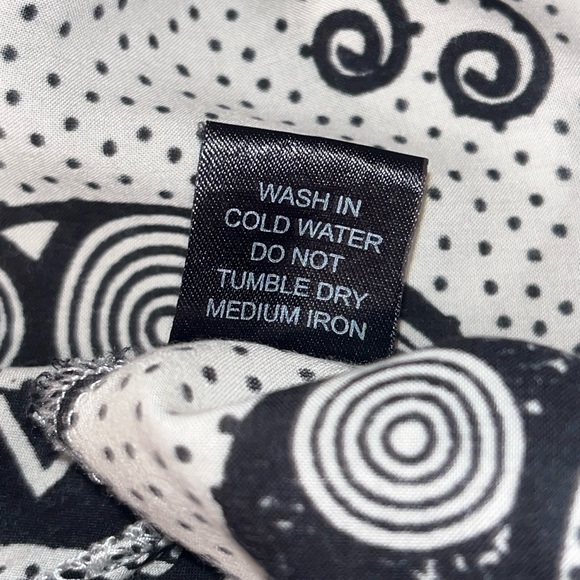 WASH IN
COLD WATER
DO NOT
TUMBLE DRY
MEDIUM IRON